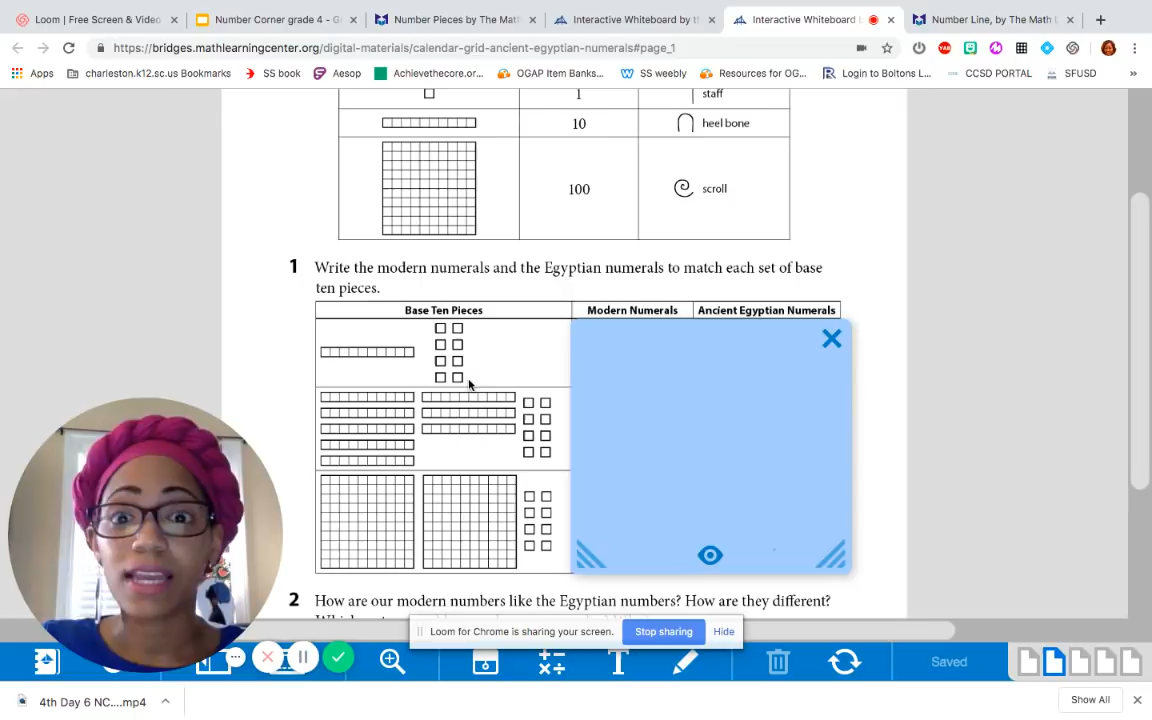 Loom | Free Screen & Video
Number Corner grade 4 - G
Number Pieces by The Math
Interactive Whiteboard by th
Interactive Whiteboard b
Number Line, by The Math L
https://bridges.mathlearningcenter.org/digital-materials/calendar-grid-ancient-egyptian-numerals#page_1
Apps
charleston.k12.sc.us Bookmarks
SS book
Aesop
Achievethecore.or...
OGAP Item Banks...
SS weebly
Resources for OG...
Login to Boltons L...
CCSD PORTAL
SFUSD
»
1 staff
10 heel bone
100 scroll
1 Write the modern numerals and the Egyptian numerals to match each set of base
ten pieces.
Base Ten Pieces Modern Numerals Ancient Egyptian Numerals
2 How are our modern numbers like the Egyptian numbers? How are they different?
Loom for Chrome is sharing your screen. Stop sharing Hide
Saved
4th Day 6 NC....mp4
Show All